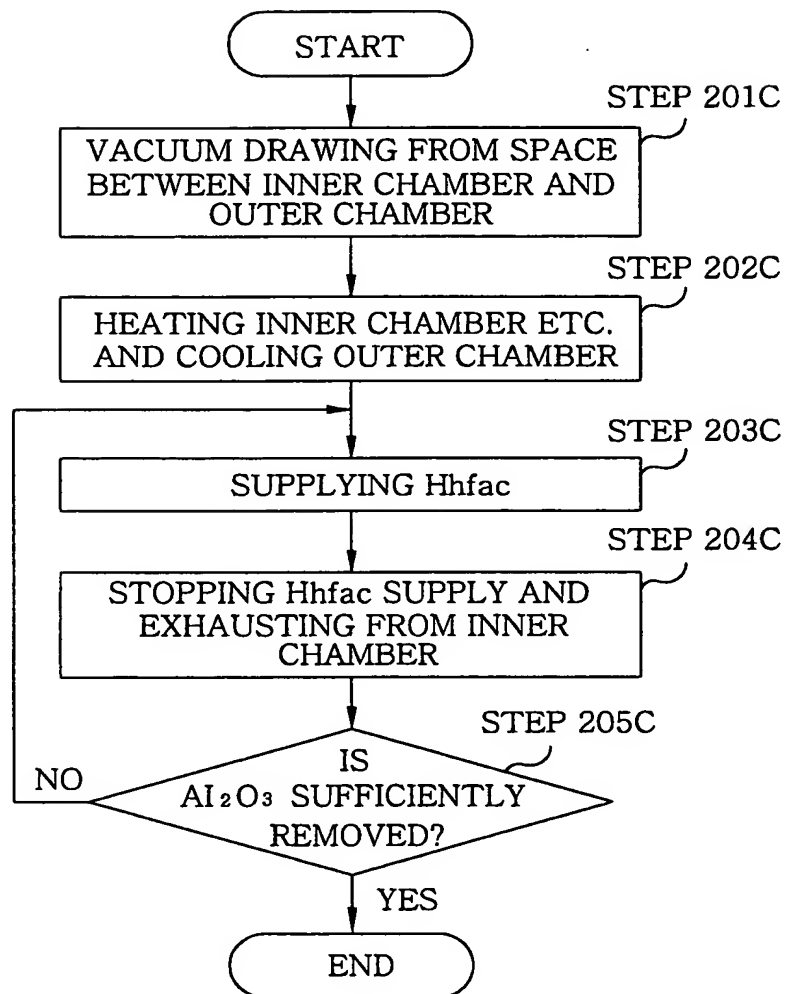 START
STEP 201C
VACUUM DRAWING FROM SPACE
BETWEEN INNER CHAMBER AND
OUTER CHAMBER
STEP 202C
HEATING INNER CHAMBER ETC.
AND COOLING OUTER CHAMBER
STEP 203C
SUPPLYING Hhfac
STEP 204C
STOPPING Hhfac SUPPLY AND
EXHAUSTING FROM INNER
CHAMBER
STEP 205C
IS
Al₂O₃ SUFFICIENTLY
REMOVED?
NO
YES
END